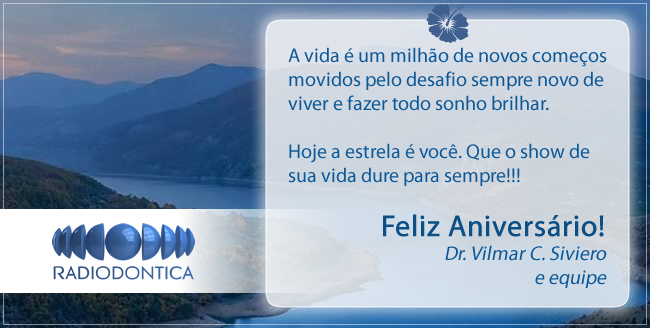 A vida é um milhão de novos começos
movidos pelo desafio sempre novo de
viver e fazer todo sonho brilhar.
Hoje a estrela é você. Que o show de
sua vida dure para sempre!!!
Feliz Aniversário!
Dr. Vilmar C. Siviero
e equipe
RADIODONTICA